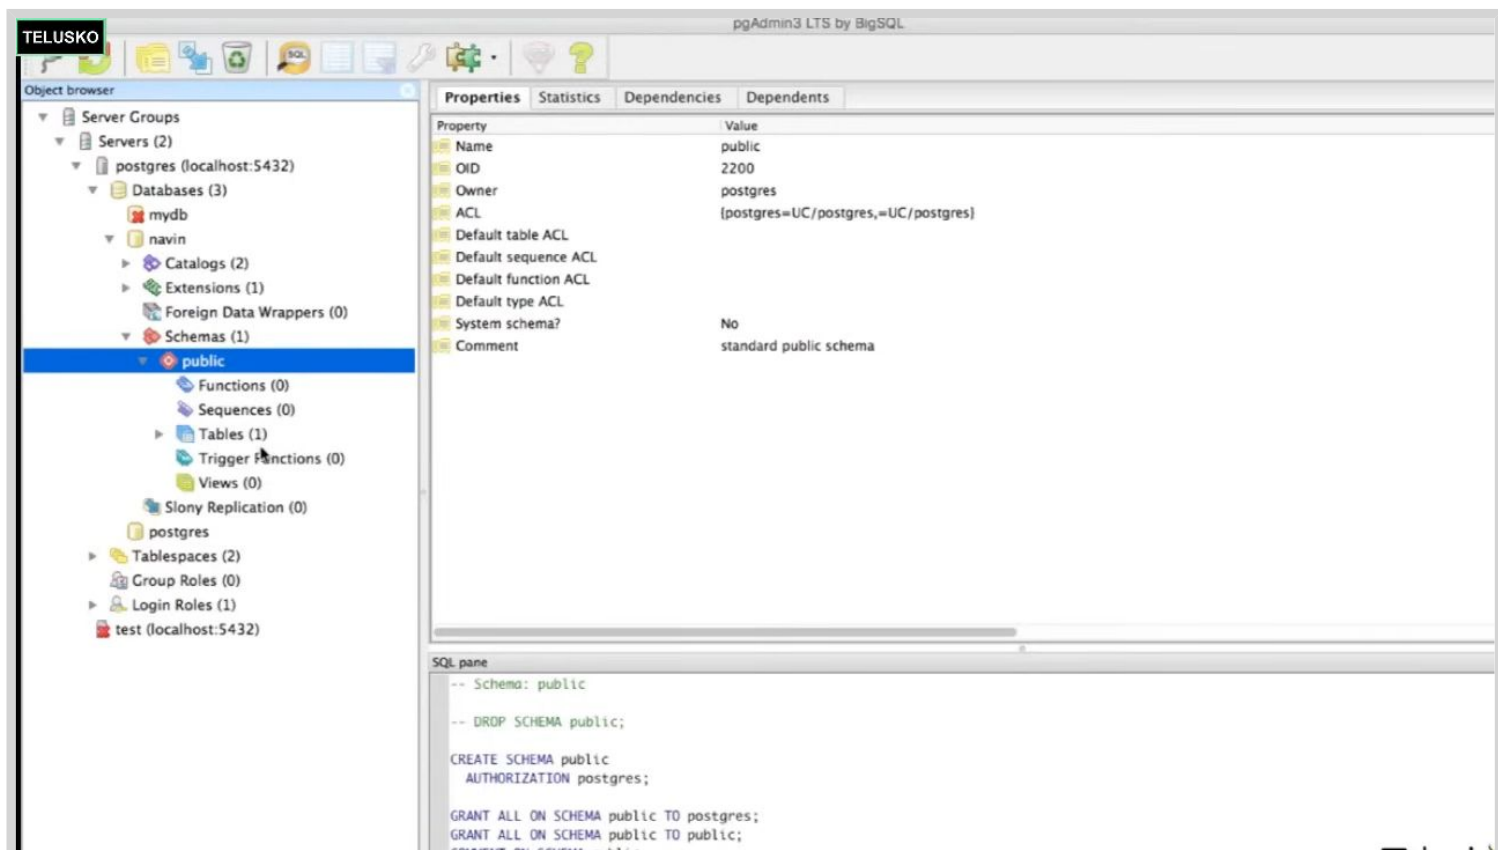 pgAdmin3 LTS by BigSQL
TELUSKO
SQL
Object browser
Server Groups
Servers (2)
postgres (localhost:5432)
Databases (3)
mydb
navin
Catalogs (2)
Extensions (1)
Foreign Data Wrappers (0)
Schemas (1)
public
Functions (0)
Sequences (0)
Tables (1)
Trigger Functions (0)
Views (0)
Slony Replication (0)
postgres
Tablespaces (2)
Group Roles (0)
Login Roles (1)
test (localhost:5432)
Properties Statistics Dependencies Dependents
Property Value
Name public
OID 2200
Owner postgres
ACL {postgres=UC/postgres,=UC/postgres}
Default table ACL
Default sequence ACL
Default function ACL
Default type ACL
System schema? No
Comment standard public schema
SQL pane
-- Schema: public
-- DROP SCHEMA public;
CREATE SCHEMA public
AUTHORIZATION postgres;
GRANT ALL ON SCHEMA public TO postgres;
GRANT ALL ON SCHEMA public TO public;